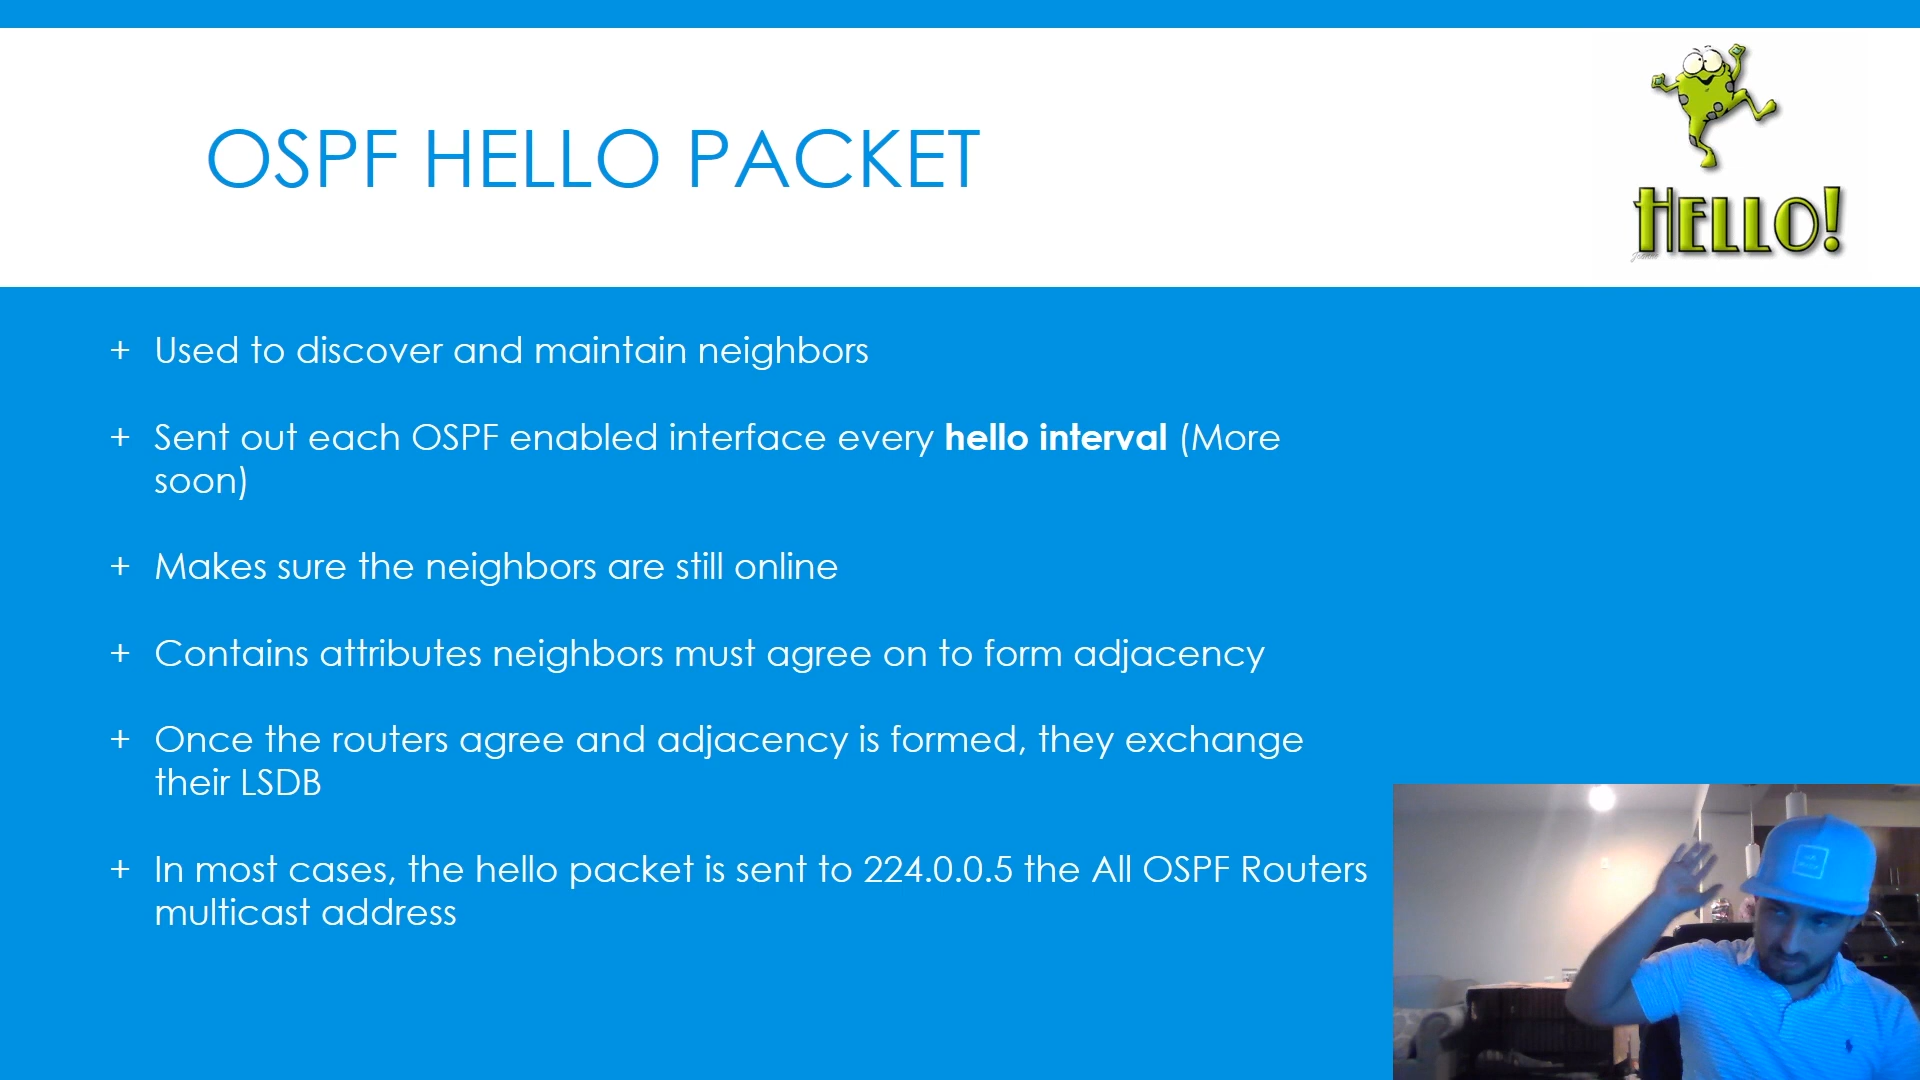 OSPF HELLO PACKET
HELLO!
+ Used to discover and maintain neighbors
+ Sent out each OSPF enabled interface every hello interval (More
soon)
+ Makes sure the neighbors are still online
+ Contains attributes neighbors must agree on to form adjacency
+ Once the routers agree and adjacency is formed, they exchange
their LSDB
+ In most cases, the hello packet is sent to 224.0.0.5 the All OSPF Routers
multicast address